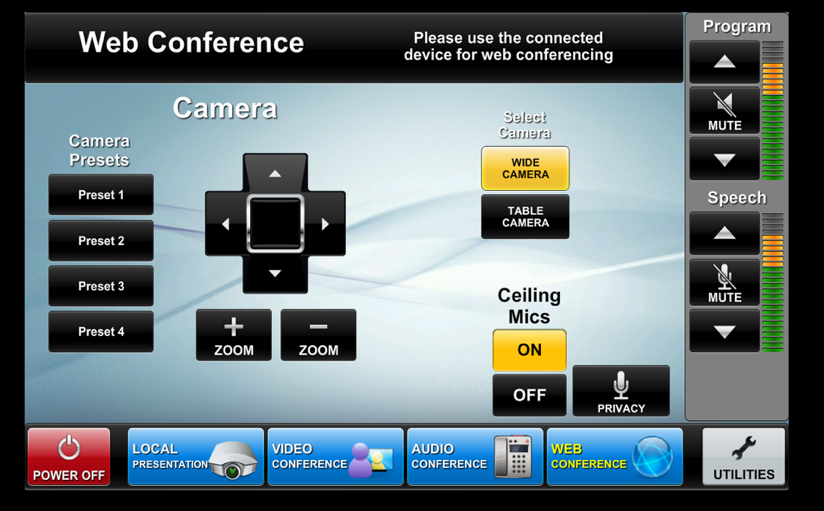 Web Conference
Please use the connected
device for web conferencing
Program
MUTE
Speech
MUTE
Camera
Camera
Presets
Preset 1
Preset 2
Preset 3
Preset 4
+
ZOOM
−
ZOOM
Select
Camera
WIDE
CAMERA
TABLE
CAMERA
Ceiling
Mics
ON
OFF
PRIVACY
POWER OFF
LOCAL
PRESENTATION
VIDEO
CONFERENCE
AUDIO
CONFERENCE
WEB
CONFERENCE
UTILITIES